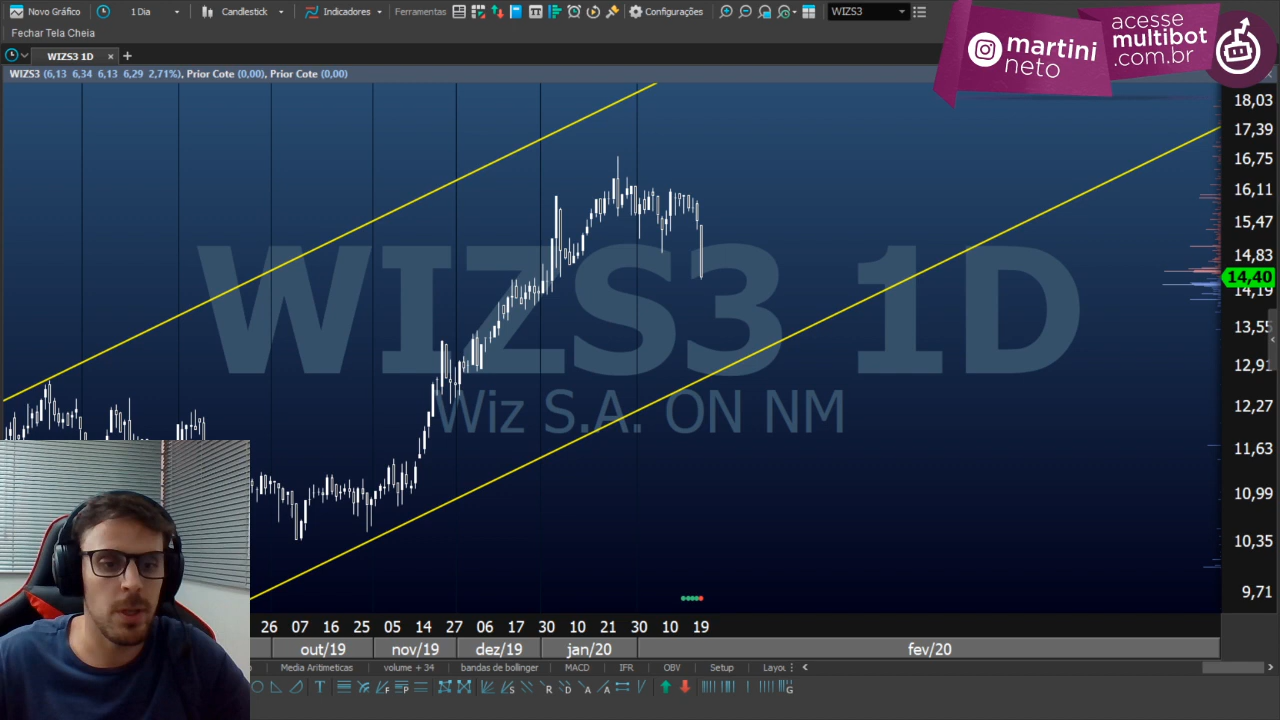 Novo Gráfico
1 Dia
Candlestick
Indicadores
Ferramentas
Configurações
WIZS3
Fechar Tela Cheia
WIZS3 1D
WIZS3 (6,13 6,34 6,13 6,29 2,71%), Prior Cote (0,00), Prior Cote (0,00)
martini
neto
acesse
multibot
.com.br
WIZS3 1D
Wiz S.A. ON NM
18,03
17,39
16,75
16,11
15,47
14,83
14,40
14,19
13,55
12,91
12,27
11,63
10,99
10,35
9,71
26 07 16 25 05 14 27 06 17 30 10 21 30 10 19
out/19 nov/19 dez/19 jan/20 fev/20
Media Aritmeticas
volume + 34
bandas de bollinger
MACD
IFR
OBV
Setup
Layou